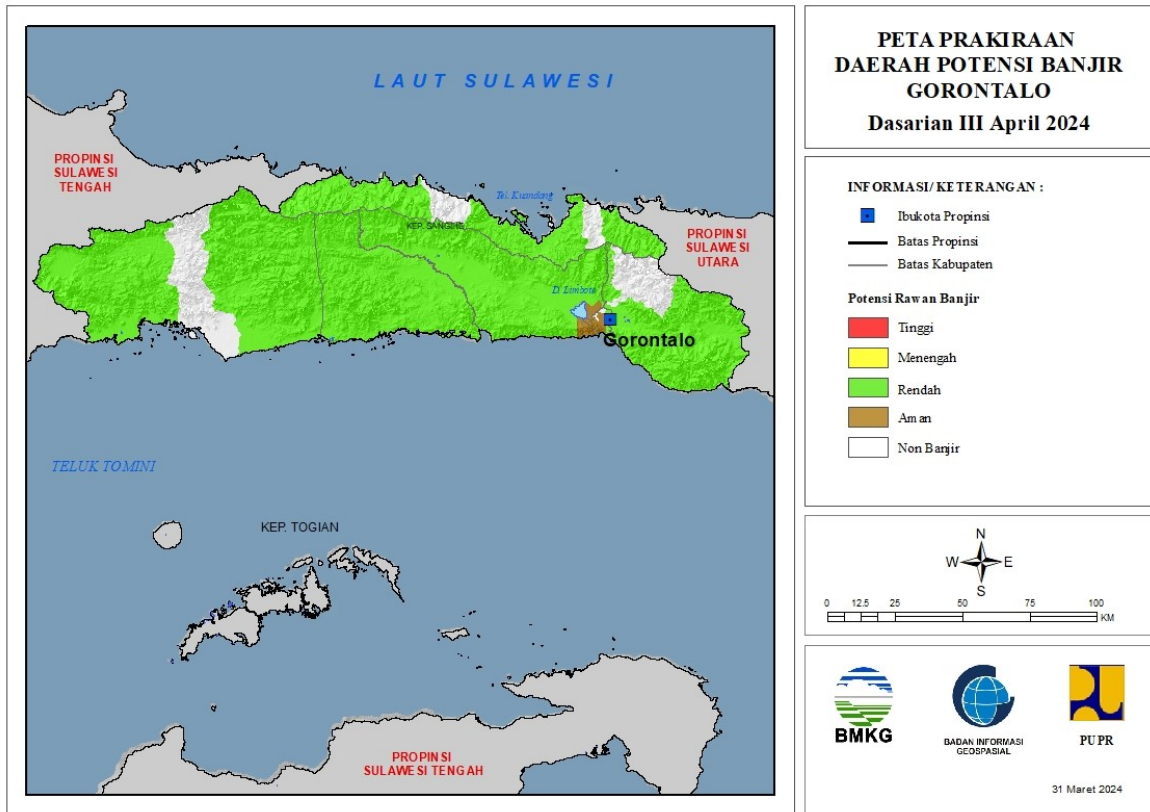 LAUT SULAWESI
PROPINSI
SULAWESI
TENGAH
Tel. Kuandang
KEP. SANGIHE
PROPINSI
SULAWESI
UTARA
D. Limboto
Gorontalo
TELUK TOMINI
KEP. TOGIAN
PROPINSI
SULAWESI TENGAH
PETA PRAKIRAAN
DAERAH POTENSI BANJIR
GORONTALO
Dasarian III April 2024
INFORMASI/ KETERANGAN :
Ibukota Propinsi
Batas Propinsi
Batas Kabupaten
Potensi Rawan Banjir
Tinggi
Menengah
Rendah
Aman
Non Banjir
N
W E
S
0 12.5 25 50 75 100
KM
BMKG
BADAN INFORMASI
GEOSPASIAL
PUPR
31 Maret 2024